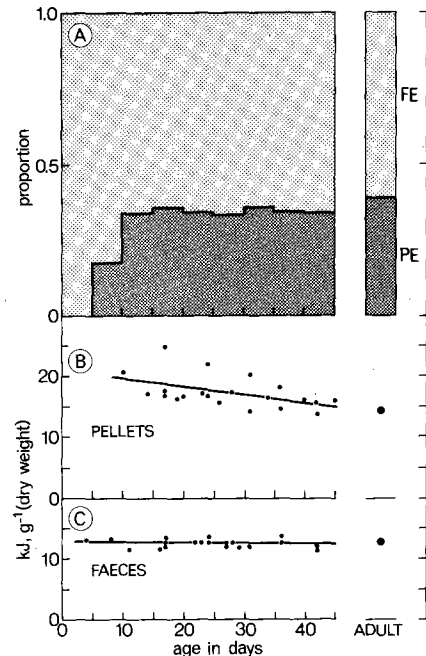 A
1.0
0.5
0
proportion
FE
PE
B
20
10
0
PELLETS
C
10
0
FAECES
kJ, g⁻¹ (dry weight)
0 10 20 30 40
age in days
ADULT